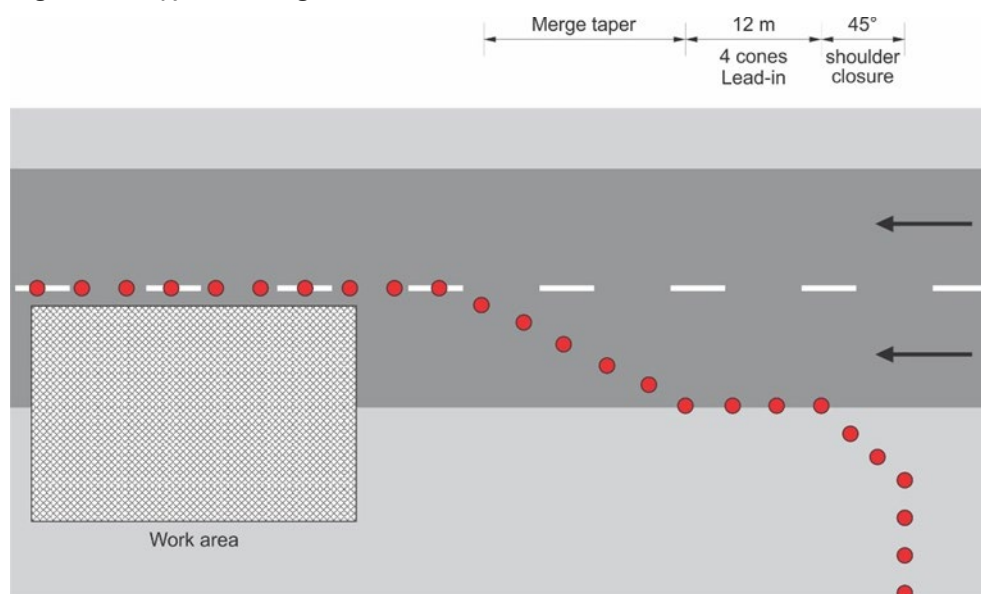 Merge taper
12 m
45°
4 cones
Lead-in
shoulder
closure
Work area